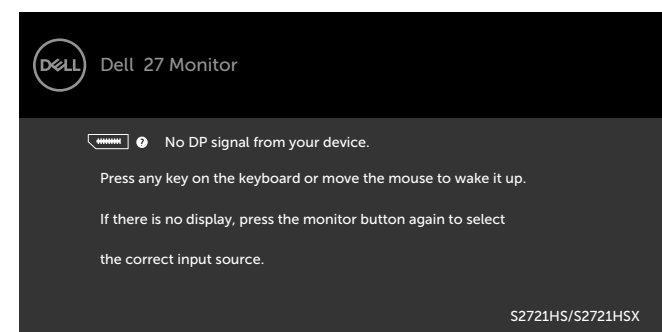 DELL
Dell 27 Monitor
? No DP signal from your device.
Press any key on the keyboard or move the mouse to wake it up.
If there is no display, press the monitor button again to select
the correct input source.
S2721HS/S2721HSX